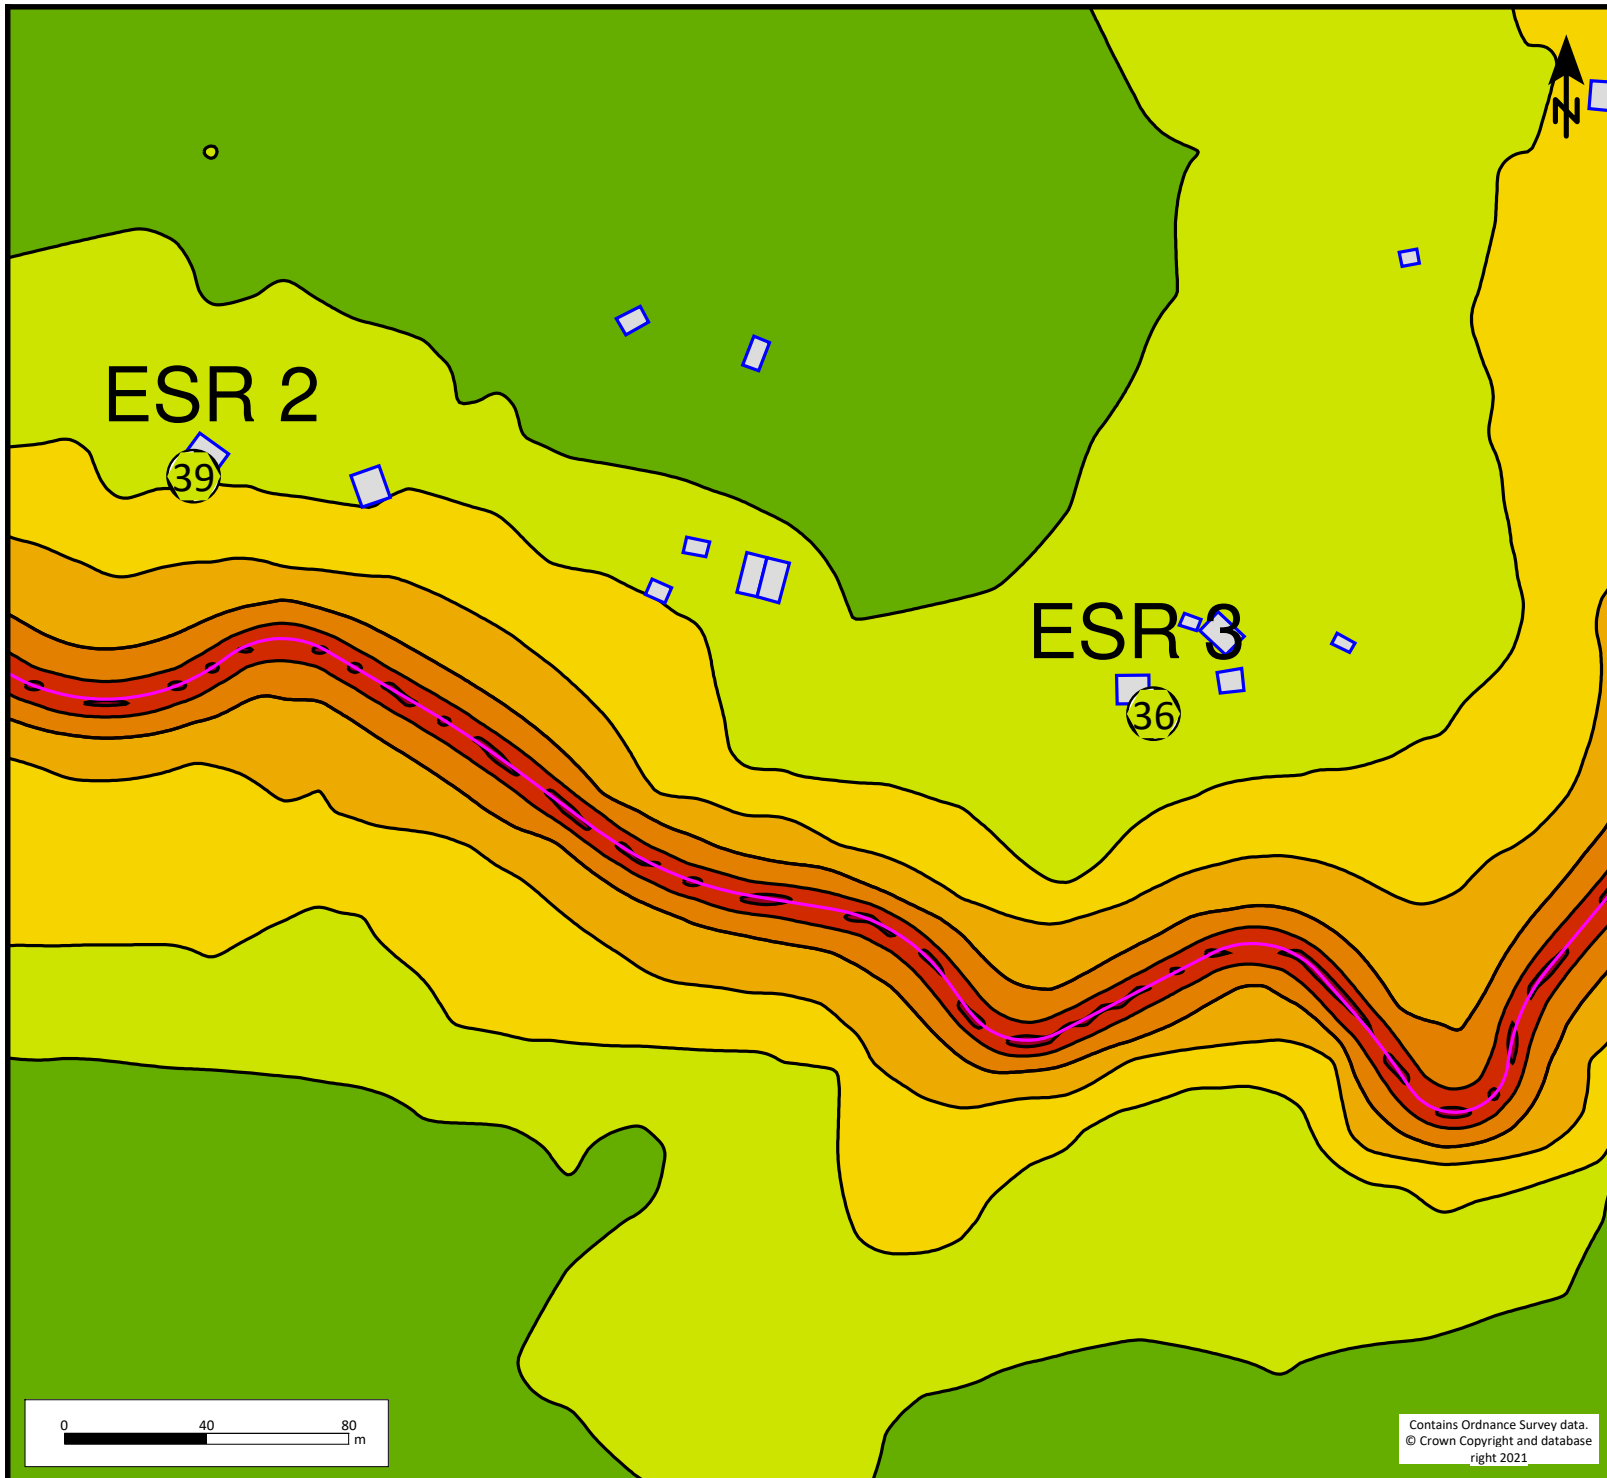 N
ESR 2
39
ESR 3
36
0 40 80
m
Contains Ordnance Survey data.
© Crown Copyright and database
right 2021